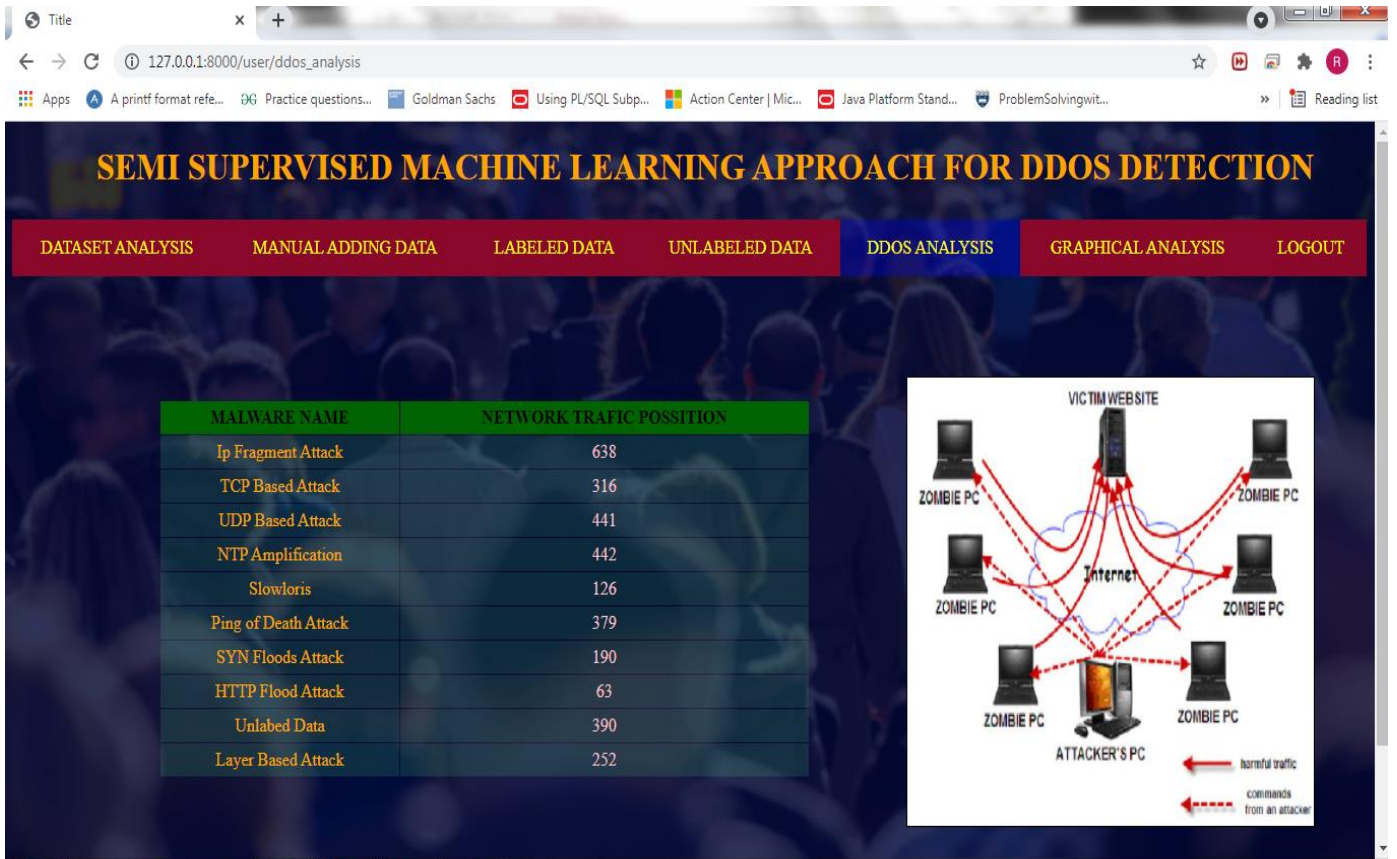 Title
127.0.0.1:8000/user/ddos_analysis
R
Apps A printf format refe... Practice questions... Goldman Sachs Using PL/SQL Subp... Action Center | Mic... Java Platform Stand... ProblemSolvingwit... » Reading list
SEMI SUPERVISED MACHINE LEARNING APPROACH FOR DDOS DETECTION
DATASET ANALYSIS MANUAL ADDING DATA LABELED DATA UNLABELED DATA DDOS ANALYSIS GRAPHICAL ANALYSIS LOGOUT
MALWARE NAME NETWORK TRAFIC POSSITION
Ip Fragment Attack 638
TCP Based Attack 316
UDP Based Attack 441
NTP Amplification 442
Slowloris 126
Ping of Death Attack 379
SYN Floods Attack 190
HTTP Flood Attack 63
Unlabed Data 390
Layer Based Attack 252
VICTIM WEBSITE
ZOMBIE PC
ZOMBIE PC
Internet
ZOMBIE PC
ZOMBIE PC
ZOMBIE PC
ZOMBIE PC
ATTACKER'S PC
harmful traffic
commands
from an attacker